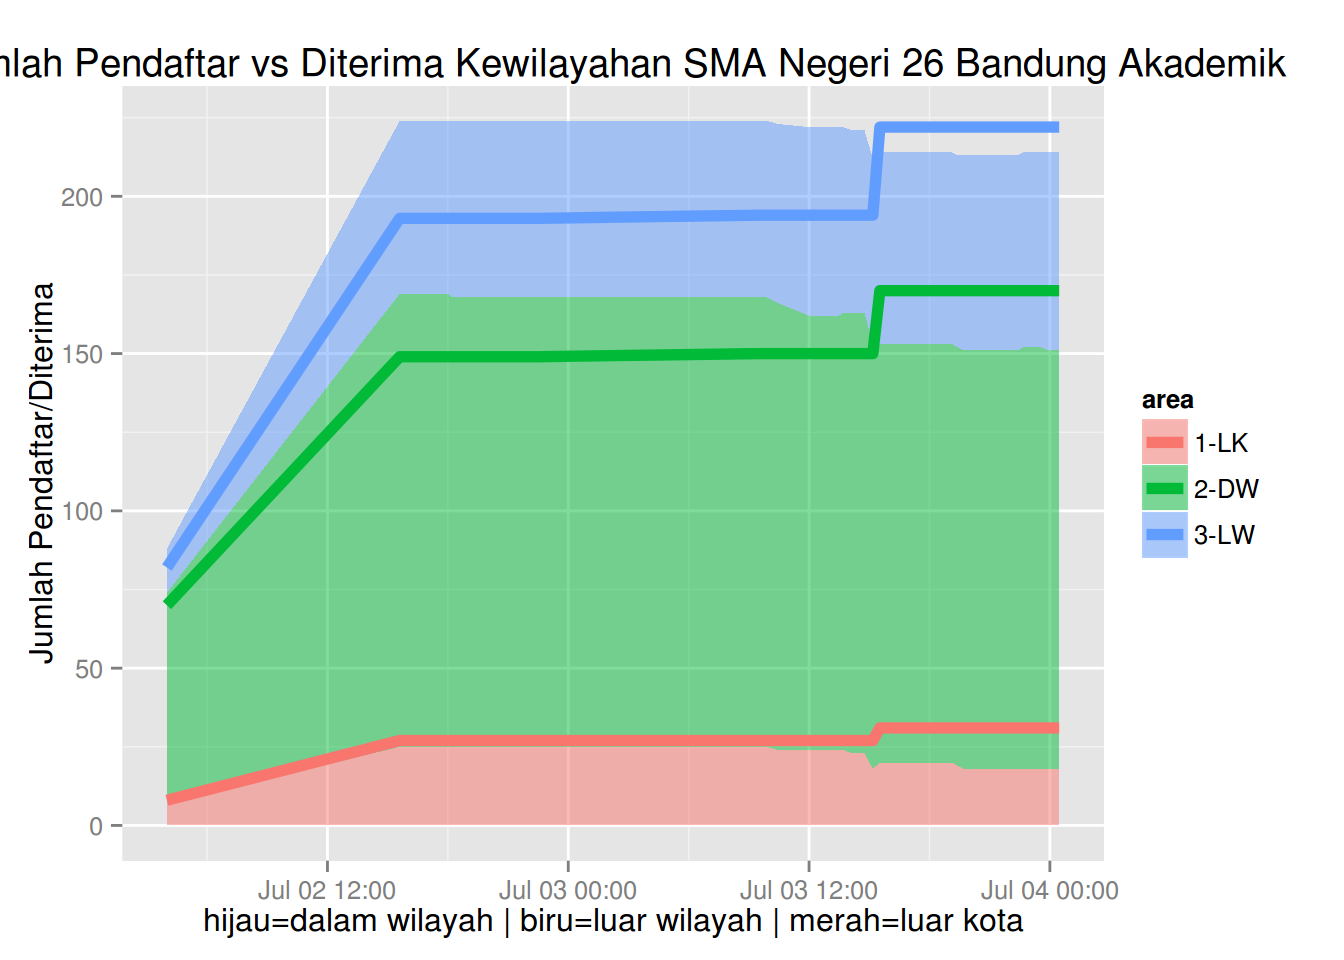 mlah Pendaftar vs Diterima Kewilayahan SMA Negeri 26 Bandung Akademik
Jumlah Pendaftar/Diterima
200
150
100
50
0
Jul 02 12:00
Jul 03 00:00
Jul 03 12:00
Jul 04 00:00
hijau=dalam wilayah | biru=luar wilayah | merah=luar kota
area
1-LK
2-DW
3-LW